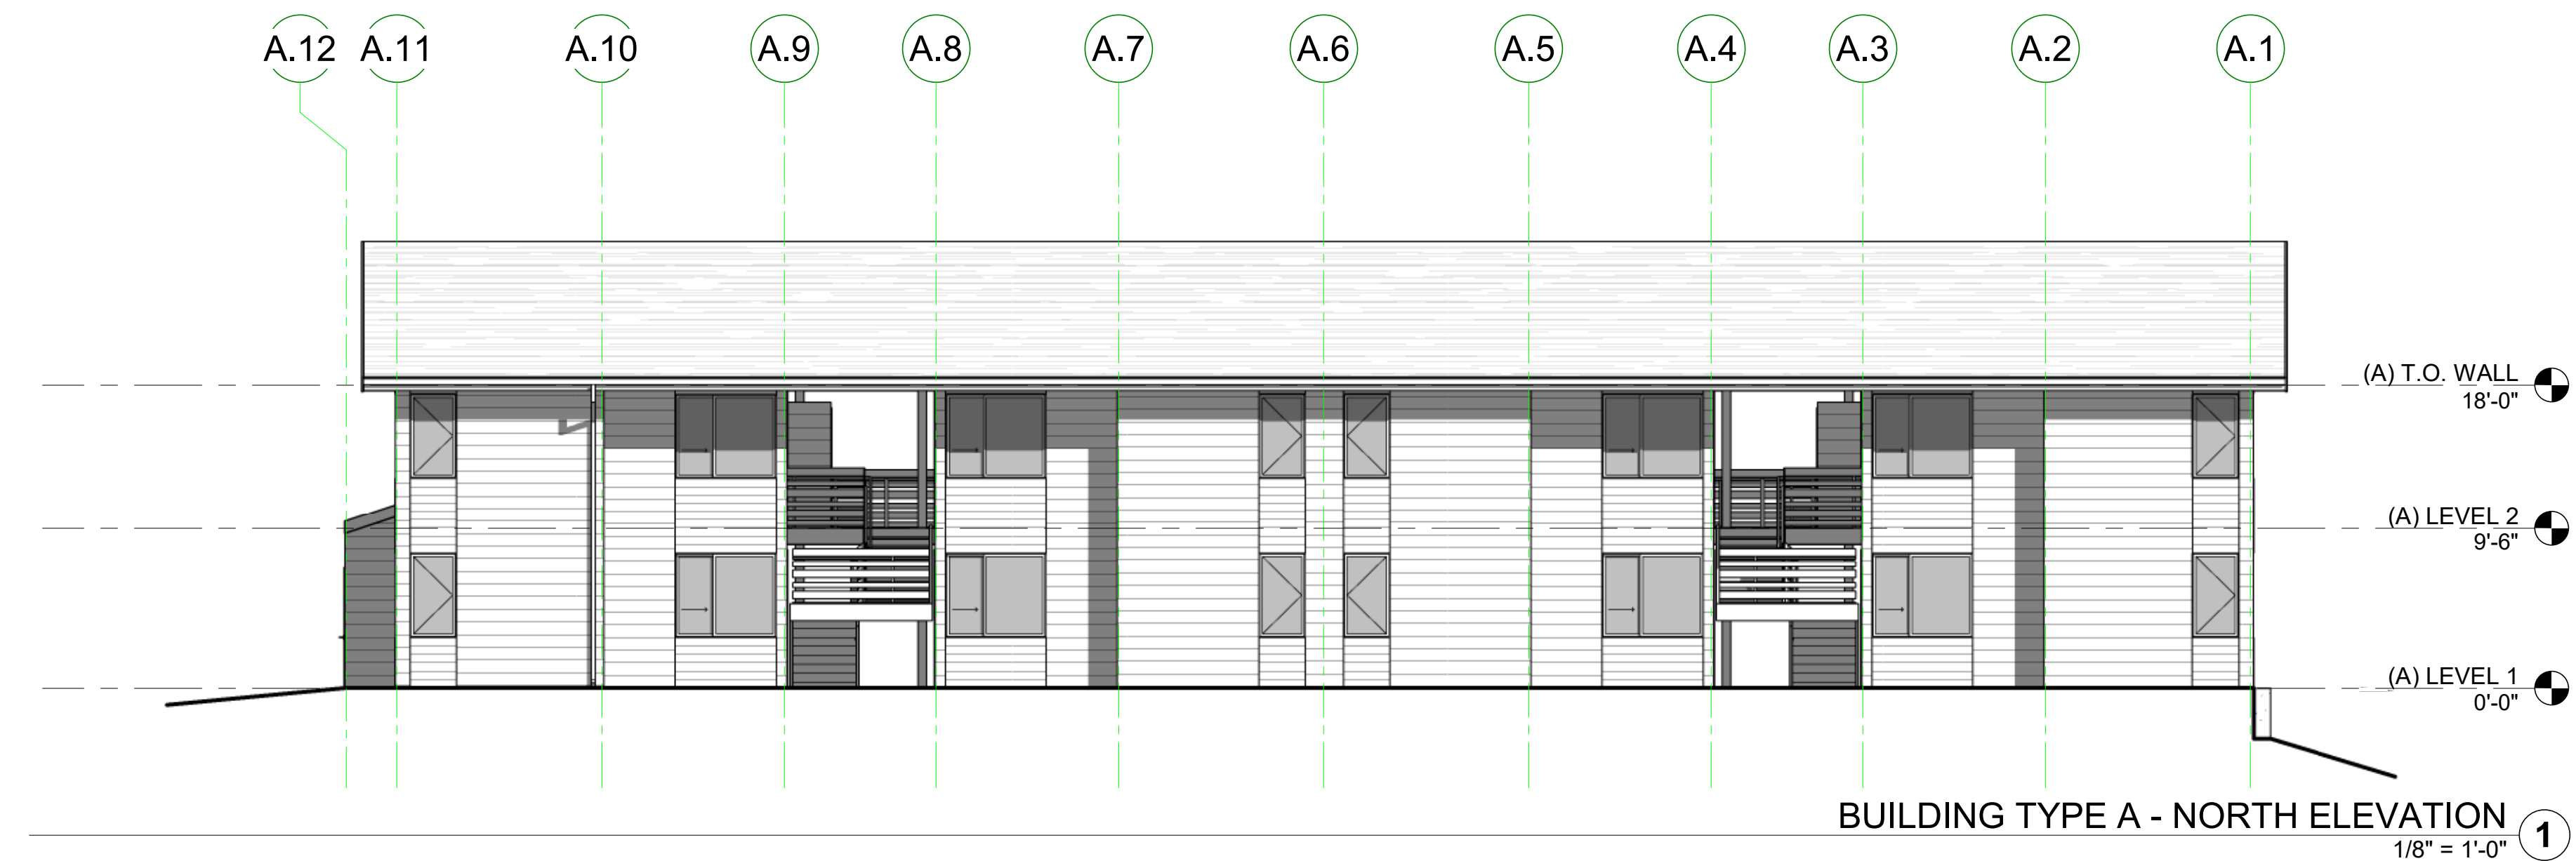 A.12 A.11 A.10 A.9 A.8 A.7 A.6 A.5 A.4 A.3 A.2 A.1
(A) T.O. WALL
18'-0"
(A) LEVEL 2
9'-6"
(A) LEVEL 1
0'-0"
BUILDING TYPE A - NORTH ELEVATION
1/8" = 1'-0"
1